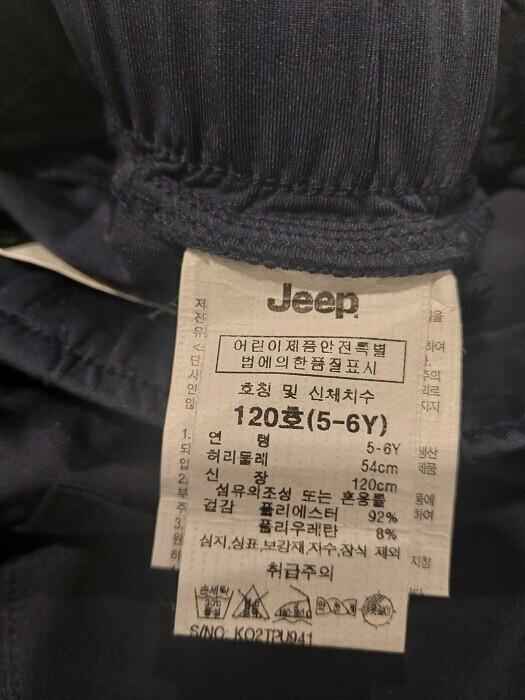 Jeep
어린이제품안전특별
법에의한품질표시
호칭 및 신체치수
120호(5-6Y)
연 령 5-6Y
허리둘레 54cm
신 장 120cm
섬유의조성 또는 혼용률
겉감 폴리에스터 92%
폴리우레탄 8%
심지,상표,보강재,자수,장식 제외
취급주의
손세탁
S/NO: KO2TPU941